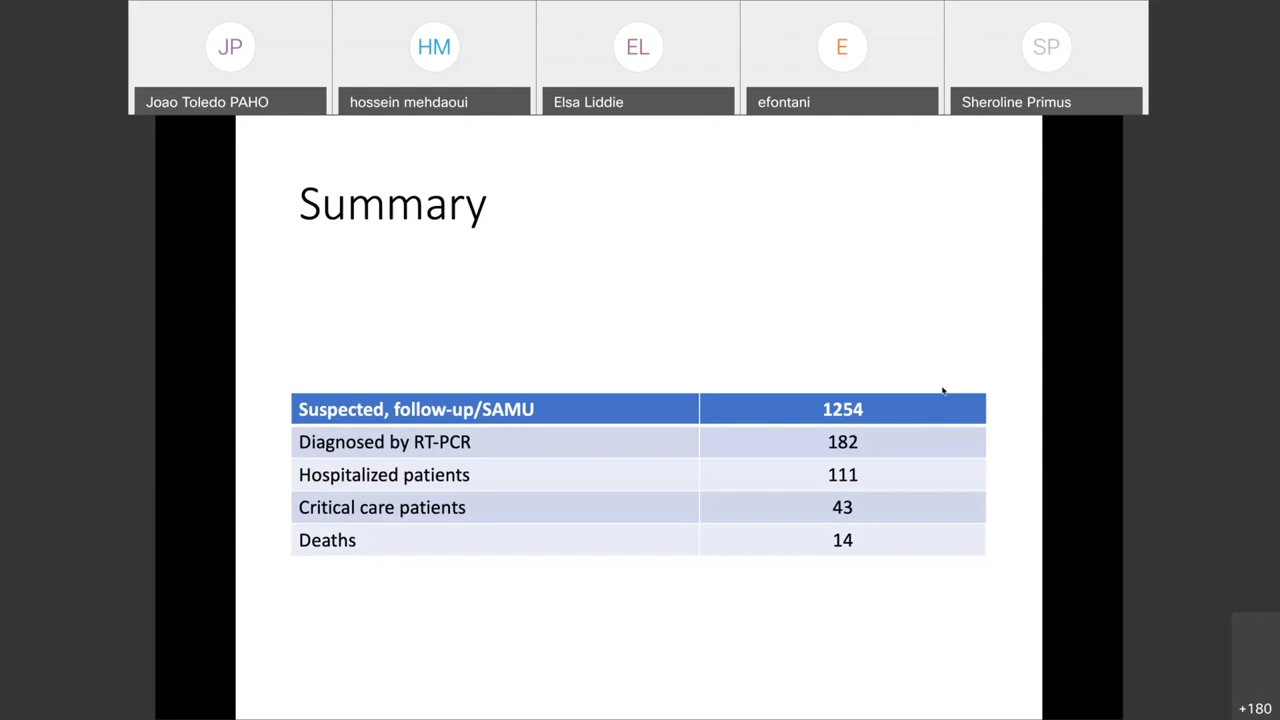 JP
HM
EL
E
SP
Joao Toledo PAHO
hossein mehdaoui
Elsa Liddie
efontani
Sheroline Primus
Summary
Suspected, follow-up/SAMU 1254
Diagnosed by RT-PCR 182
Hospitalized patients 111
Critical care patients 43
Deaths 14
+180